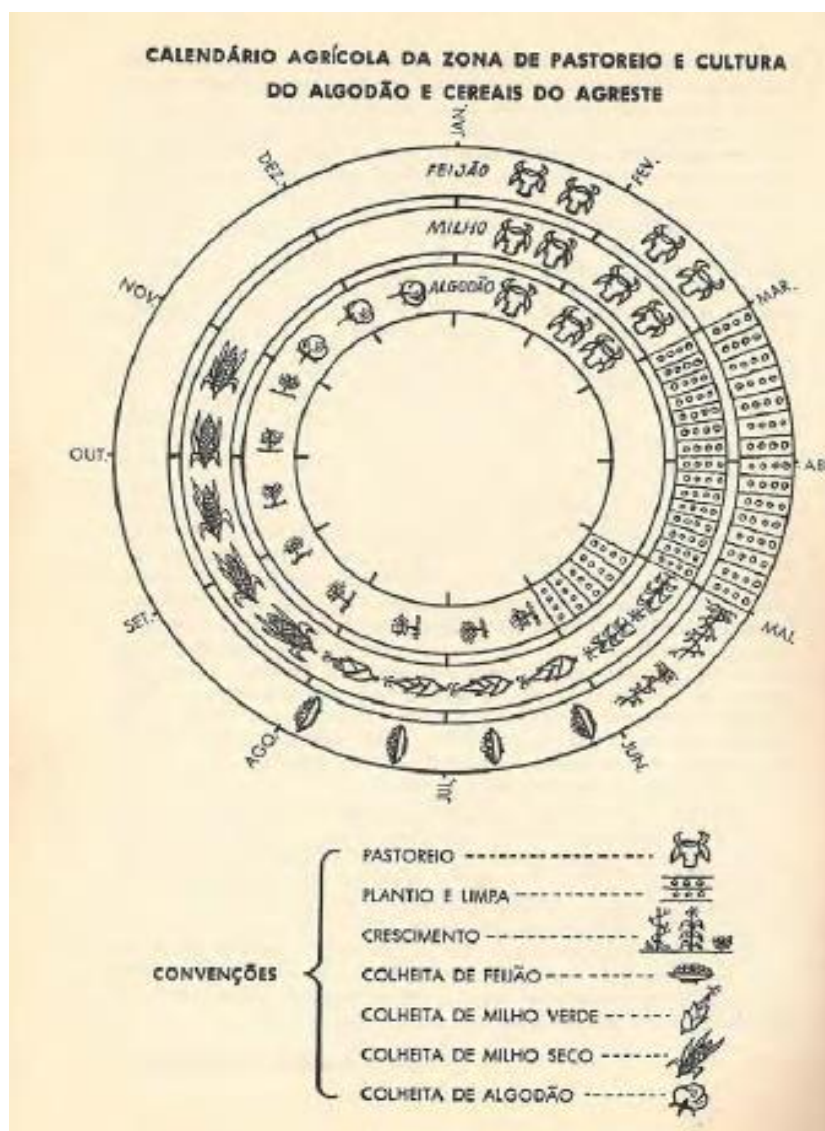 CALENDÁRIO AGRÍCOLA DA ZONA DE PASTOREIO E CULTURA
DO ALGODÃO E CEREAIS DO AGRESTE
JAN.
FEV.
MAR.
AB
MAI.
JUN.
JUL.
AGO.
SET.
OUT.
NOV.
DEZ.
FEIJÃO
MILHO
ALGODÃO
CONVENÇÕES
PASTOREIO
PLANTIO E LIMPA
CRESCIMENTO
COLHEITA DE FEIJÃO
COLHEITA DE MILHO VERDE
COLHEITA DE MILHO SECO
COLHEITA DE ALGODÃO